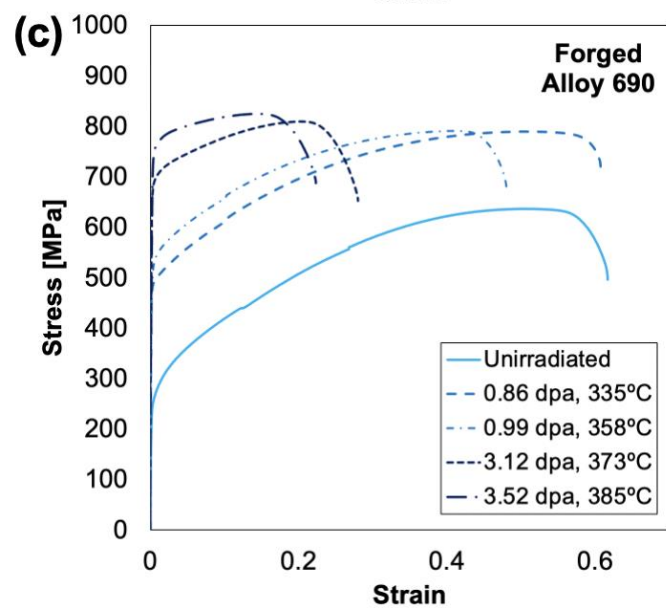 (c)
Forged
Alloy 690
Stress [MPa]
1000
900
800
700
600
500
400
300
200
100
0
Unirradiated
0.86 dpa, 335ºC
0.99 dpa, 358ºC
3.12 dpa, 373ºC
3.52 dpa, 385ºC
0
0.2
0.4
0.6
Strain